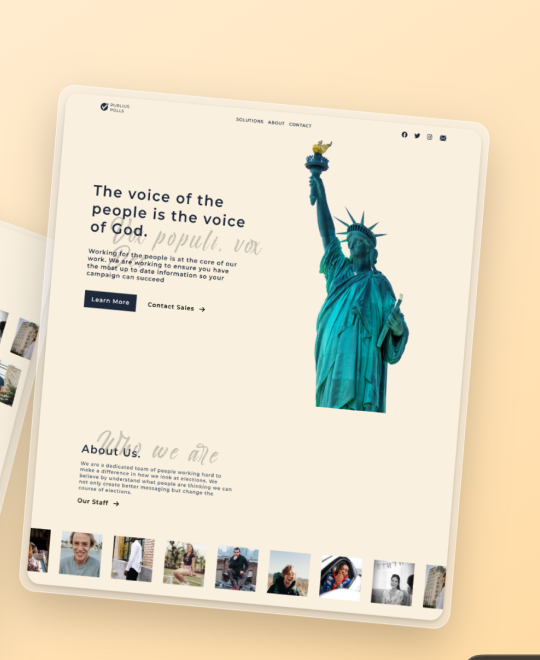 PUBLIUS
POLLS
SOLUTIONS ABOUT CONTACT
The voice of the
people is the voice
of God.
Vox populi, vox
Working for the people is at the core of our
work. We are working to ensure you have
the most up to date information so your
campaign can succeed
Learn More
Contact Sales →
Who we are
About Us.
We are a dedicated team of people working hard to
make a difference in how we look at elections. We
believe by understand what people are thinking we can
not only create better messaging but change the
course of elections.
Our Staff →